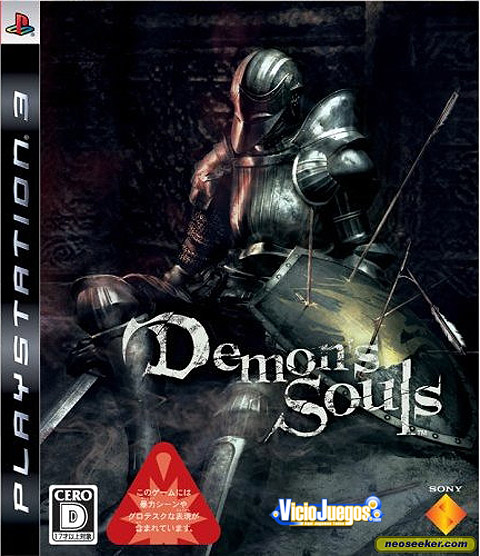 PLAYSTATION 3
Demon's
Souls
TM
このゲームには
暴力シーンや
グロテスクな表現が
含まれています。
CERO
D
17才以上対象
VicioJuegos
SONY
neoseeker.com